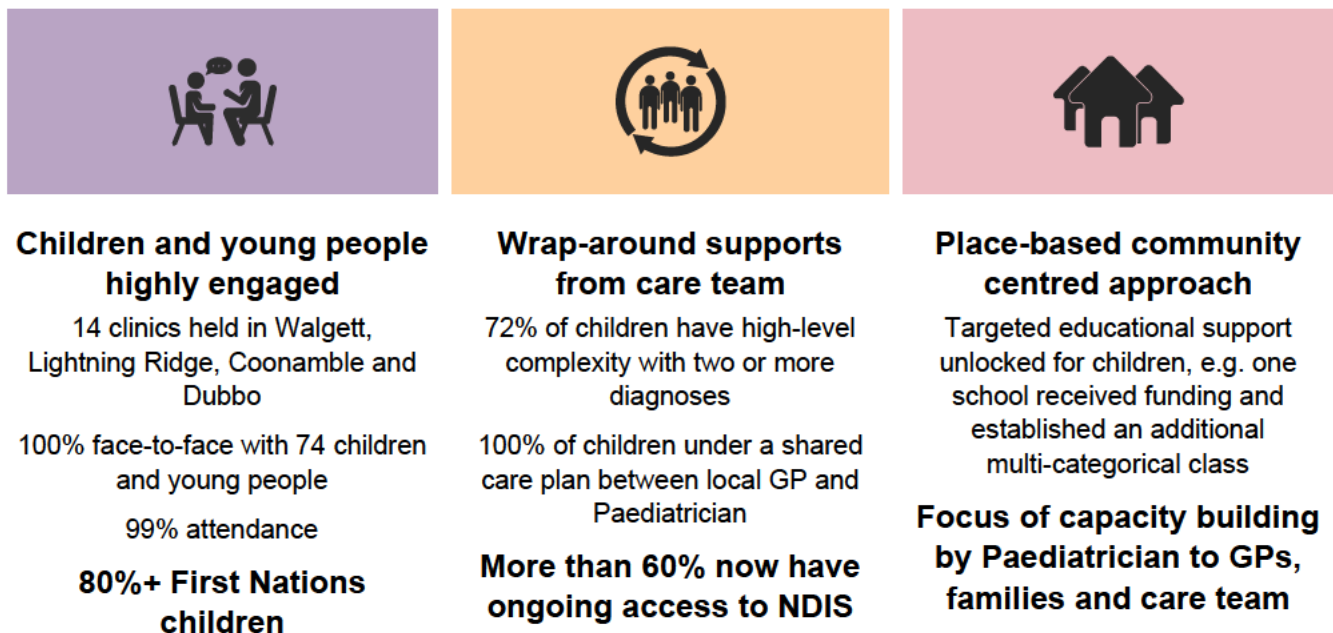 Children and young people
highly engaged
14 clinics held in Walgett,
Lightning Ridge, Coonamble and
Dubbo
100% face-to-face with 74 children
and young people
99% attendance
80%+ First Nations
children
Wrap-around supports
from care team
72% of children have high-level
complexity with two or more
diagnoses
100% of children under a shared
care plan between local GP and
Paediatrician
More than 60% now have
ongoing access to NDIS
Place-based community
centred approach
Targeted educational support
unlocked for children, e.g. one
school received funding and
established an additional
multi-categorical class
Focus of capacity building
by Paediatrician to GPs,
families and care team